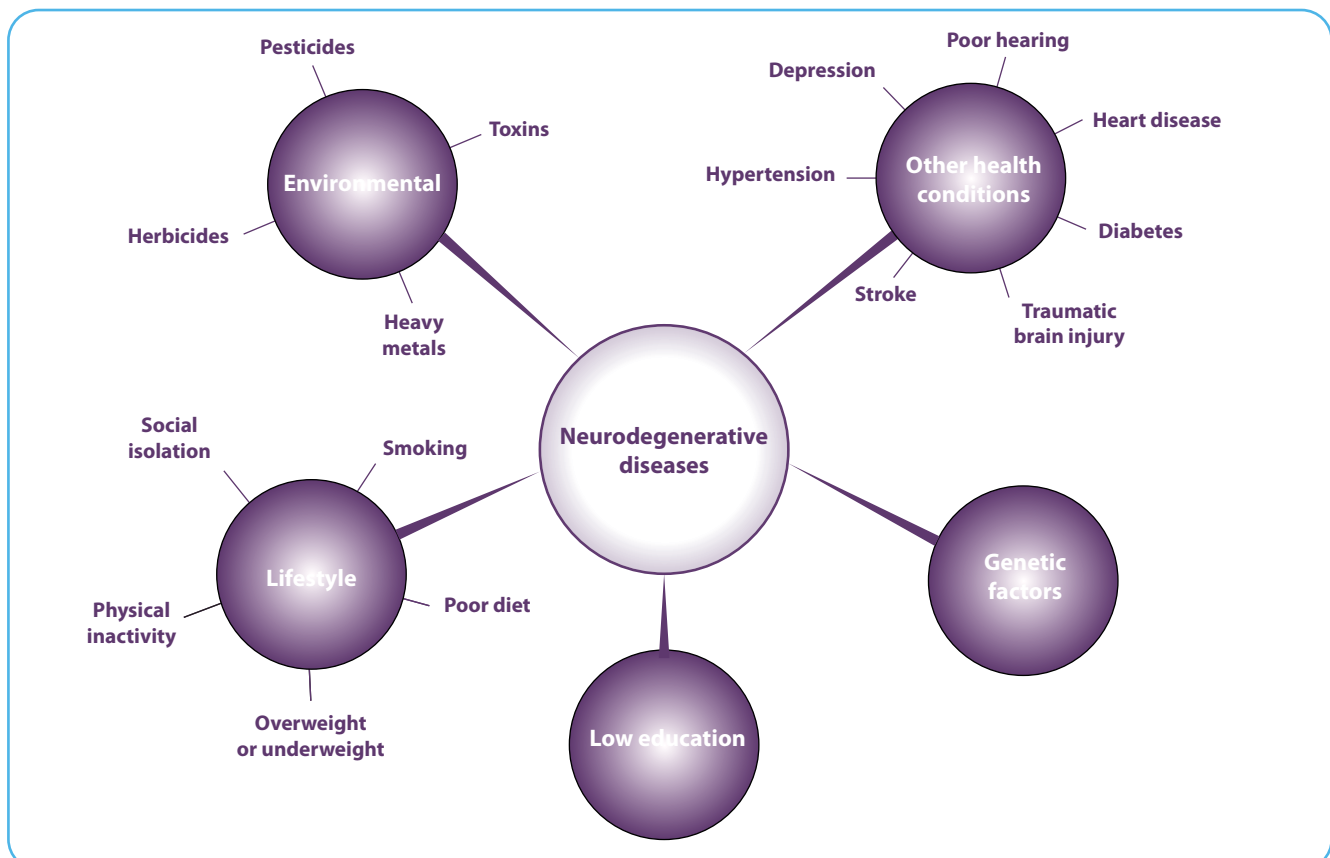 Pesticides
Toxins
Environmental
Herbicides
Heavy
metals
Poor hearing
Depression
Heart disease
Hypertension
Other health
conditions
Diabetes
Stroke
Traumatic
brain injury
Neurodegenerative
diseases
Social
isolation
Smoking
Lifestyle
Poor diet
Physical
inactivity
Overweight
or underweight
Low education
Genetic
factors